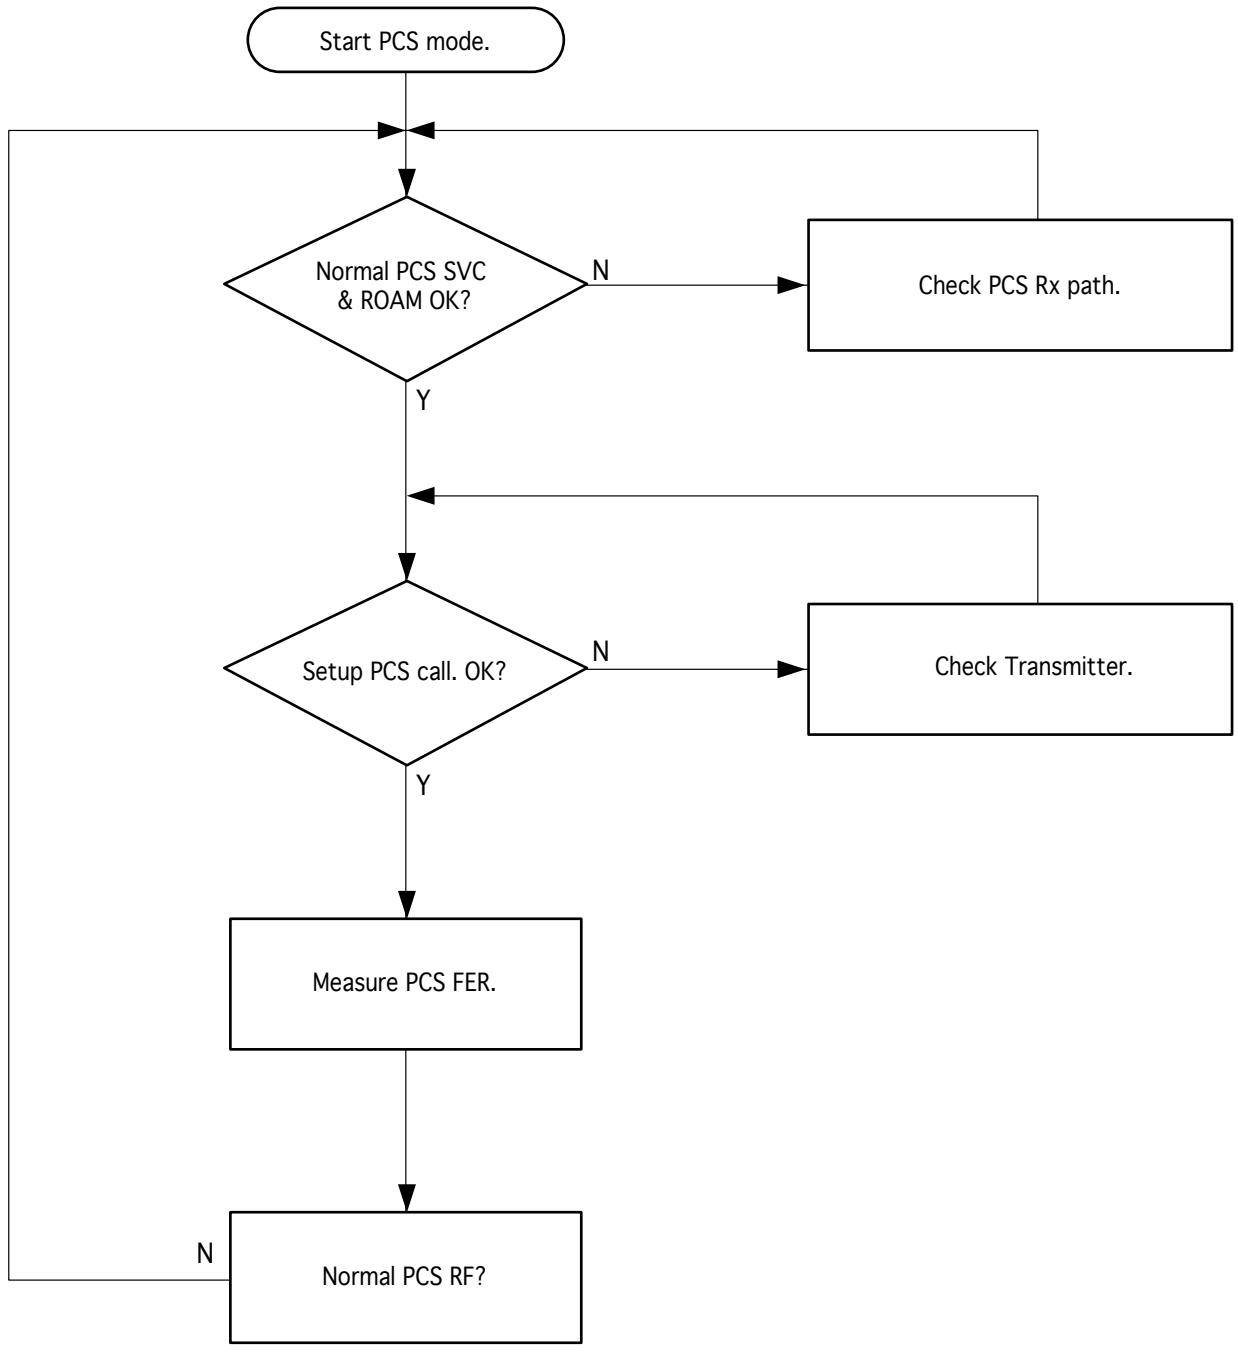 Start PCS mode.
Normal PCS SVC
& ROAM OK?
N
Check PCS Rx path.
Y
Setup PCS call. OK?
N
Check Transmitter.
Y
Measure PCS FER.
N
Normal PCS RF?